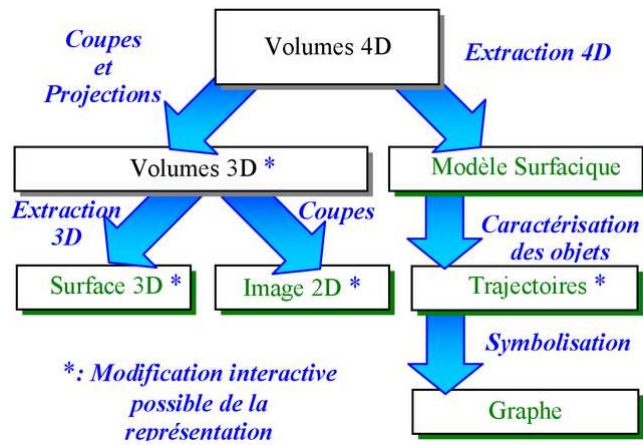 Volumes 4D
Coupes
et
Projections
Extraction 4D
Volumes 3D *
Modèle Surfacique
Extraction
3D
Coupes
Caractérisation
des objets
Surface 3D *
Image 2D *
Trajectoires *
Symbolisation
*: Modification interactive
possible de la
représentation
Graphe